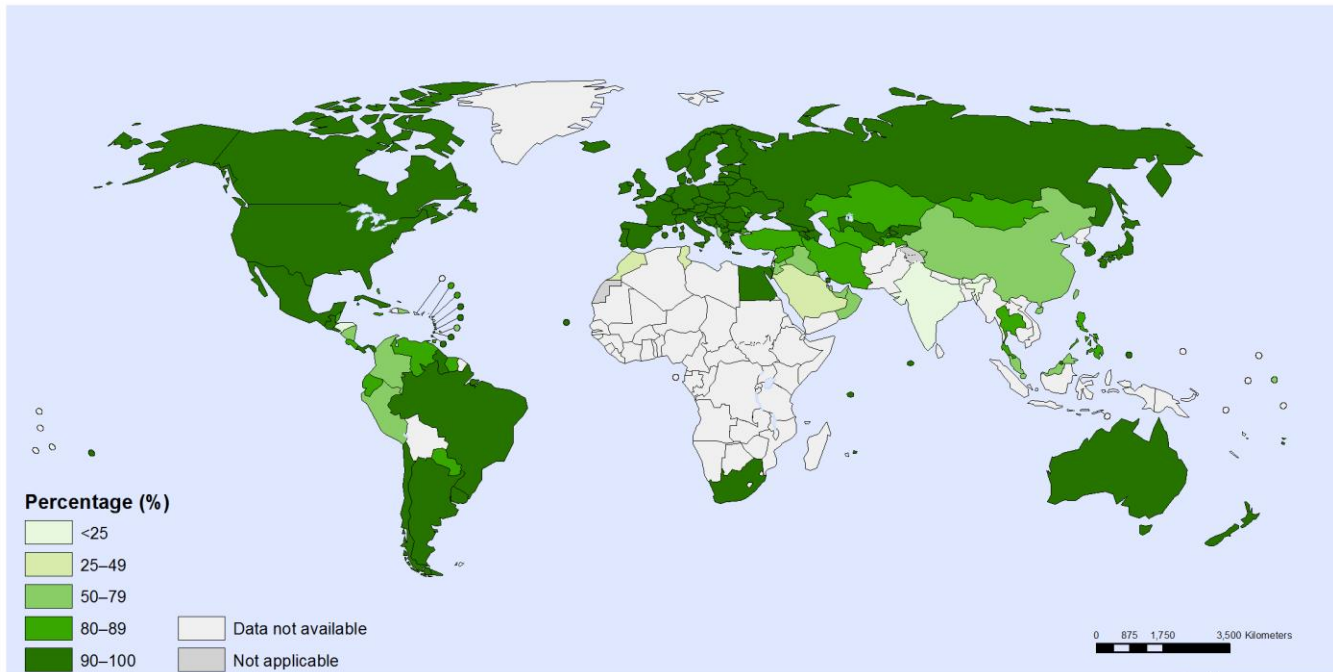 Percentage (%)
<25
25–49
50–79
80–89
90–100
Data not available
Not applicable
0 875 1,750 3,500 Kilometers